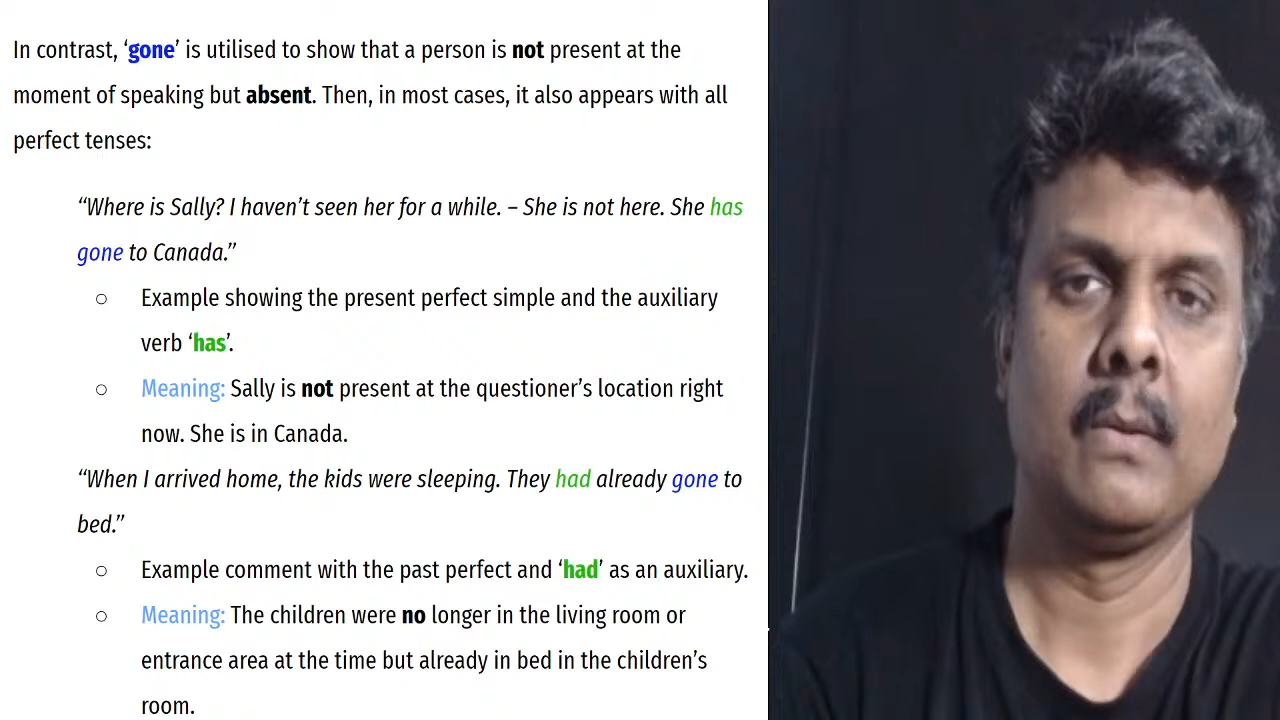 In contrast, ‘gone’ is utilised to show that a person is not present at the
moment of speaking but absent. Then, in most cases, it also appears with all
perfect tenses:
“Where is Sally? I haven’t seen her for a while. – She is not here. She has
gone to Canada.”
○ Example showing the present perfect simple and the auxiliary
verb ‘has’.
○ Meaning: Sally is not present at the questioner’s location right
now. She is in Canada.
“When I arrived home, the kids were sleeping. They had already gone to
bed.”
○ Example comment with the past perfect and ‘had’ as an auxiliary.
○ Meaning: The children were no longer in the living room or
entrance area at the time but already in bed in the children’s
room.